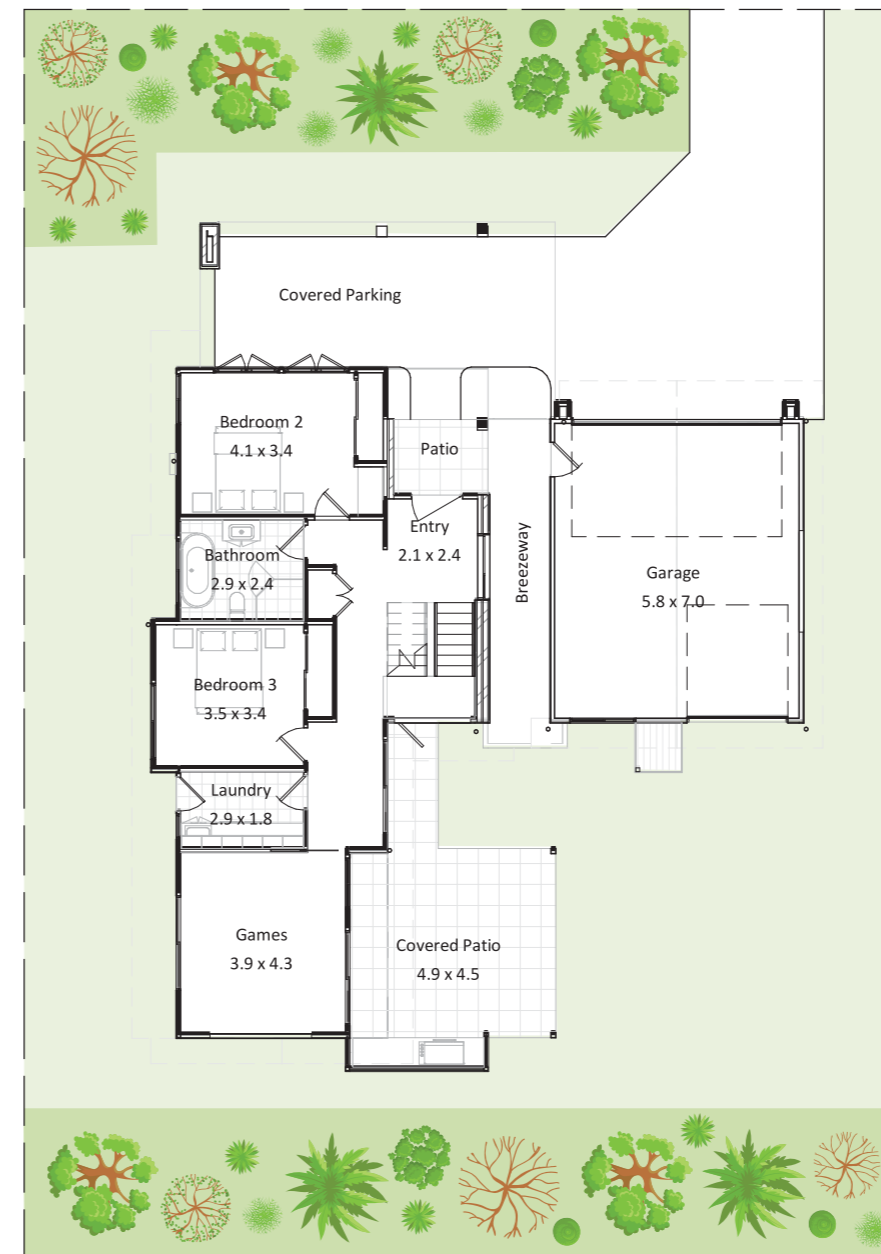 Covered Parking
Bedroom 2
4.1 x 3.4
Patio
Entry
2.1 x 2.4
Bathroom
2.9 x 2.4
Breezeway
Garage
5.8 x 7.0
Bedroom 3
3.5 x 3.4
Laundry
2.9 x 1.8
Games
3.9 x 4.3
Covered Patio
4.9 x 4.5